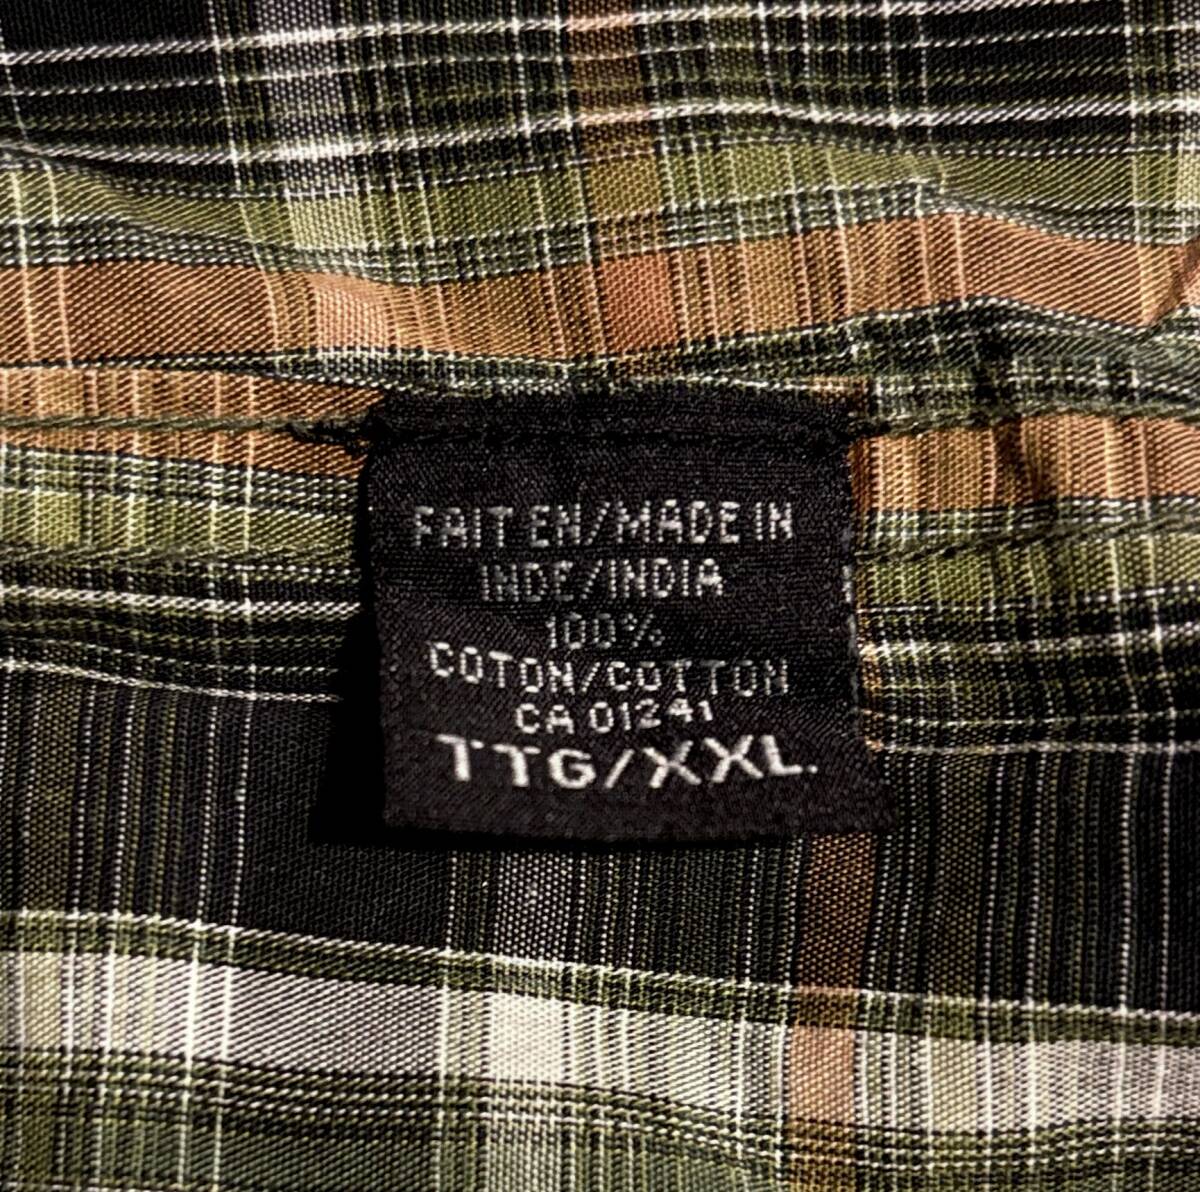 FAIT EN/MADE IN
INDE/INDIA
100%
COTON/COTTON
CA 01241
TTG/XXL.